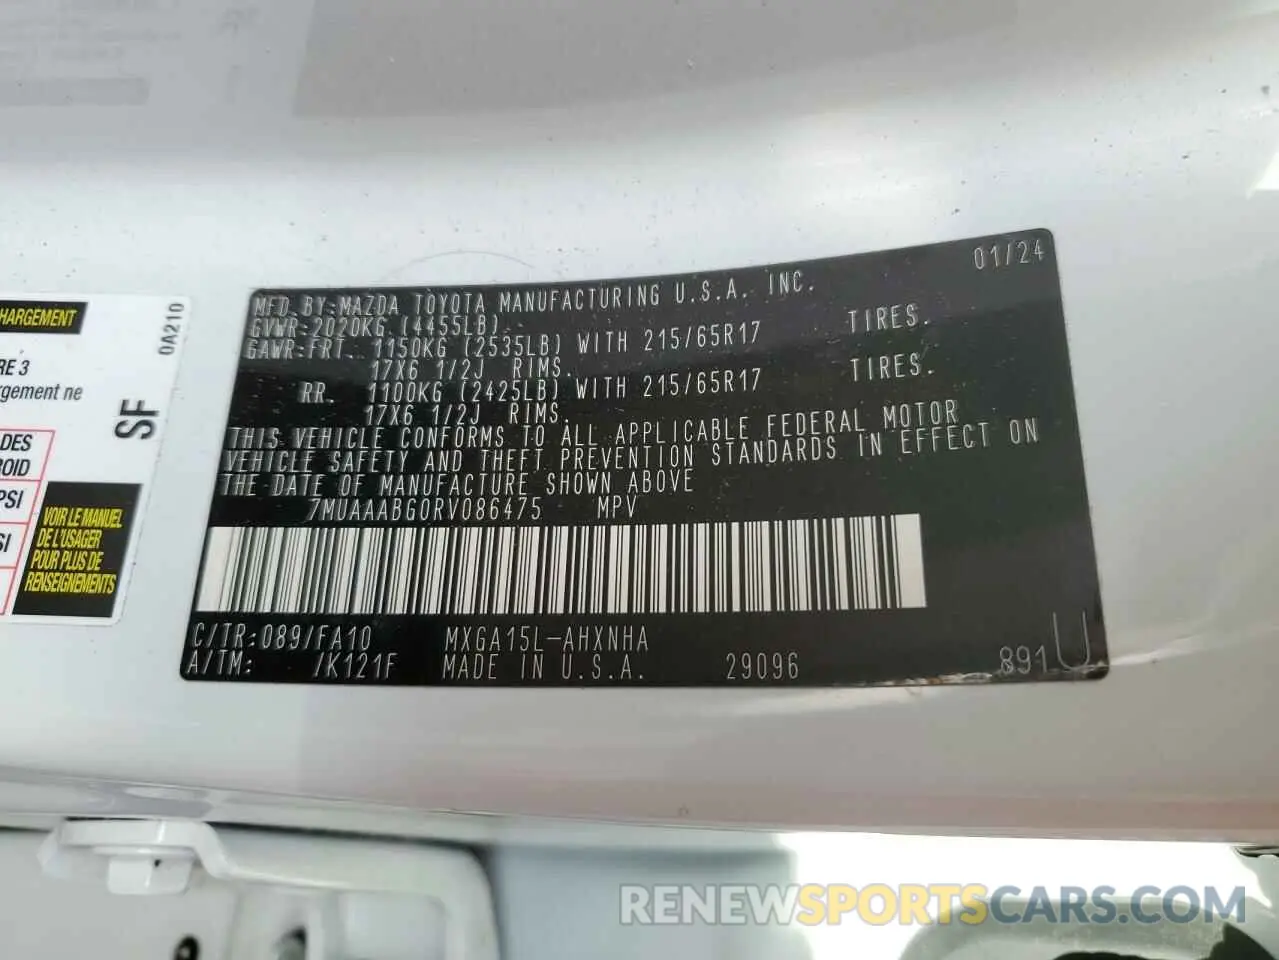 01/24
MFD BY:MAZDA TOYOTA MANUFACTURING U.S.A. INC.
GVWR:2020KG (4455LB)
GAWR:FRT. 1150KG (2535LB) WITH 215/65R17 TIRES.
17X6 1/2J RIMS.
RR. 1100KG (2425LB) WITH 215/65R17 TIRES.
17X6 1/2J RIMS.
THIS VEHICLE CONFORMS TO ALL APPLICABLE FEDERAL MOTOR
VEHICLE SAFETY AND THEFT PREVENTION STANDARDS IN EFFECT ON
THE DATE OF MANUFACTURE SHOWN ABOVE
7MUAAABG0RV086475 MPV
C/TR:089/FA10 MXGA15L-AHXNHA
A/TM: /K121F MADE IN U.S.A. 29096 891U
HARGEMENT
0A210
RE 3
argement ne
SF
DES
ROID
PSI
SI
VOIR LE MANUEL
DE L'USAGER
POUR PLUS DE
RENSEIGNEMENTS
RENEWSPORTSCARS.COM